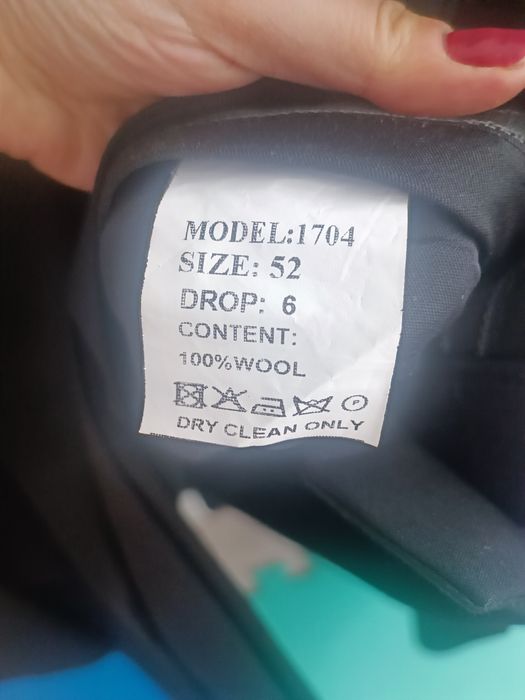 MODEL:1704
SIZE: 52
DROP: 6
CONTENT:
100%WOOL
P
DRY CLEAN ONLY